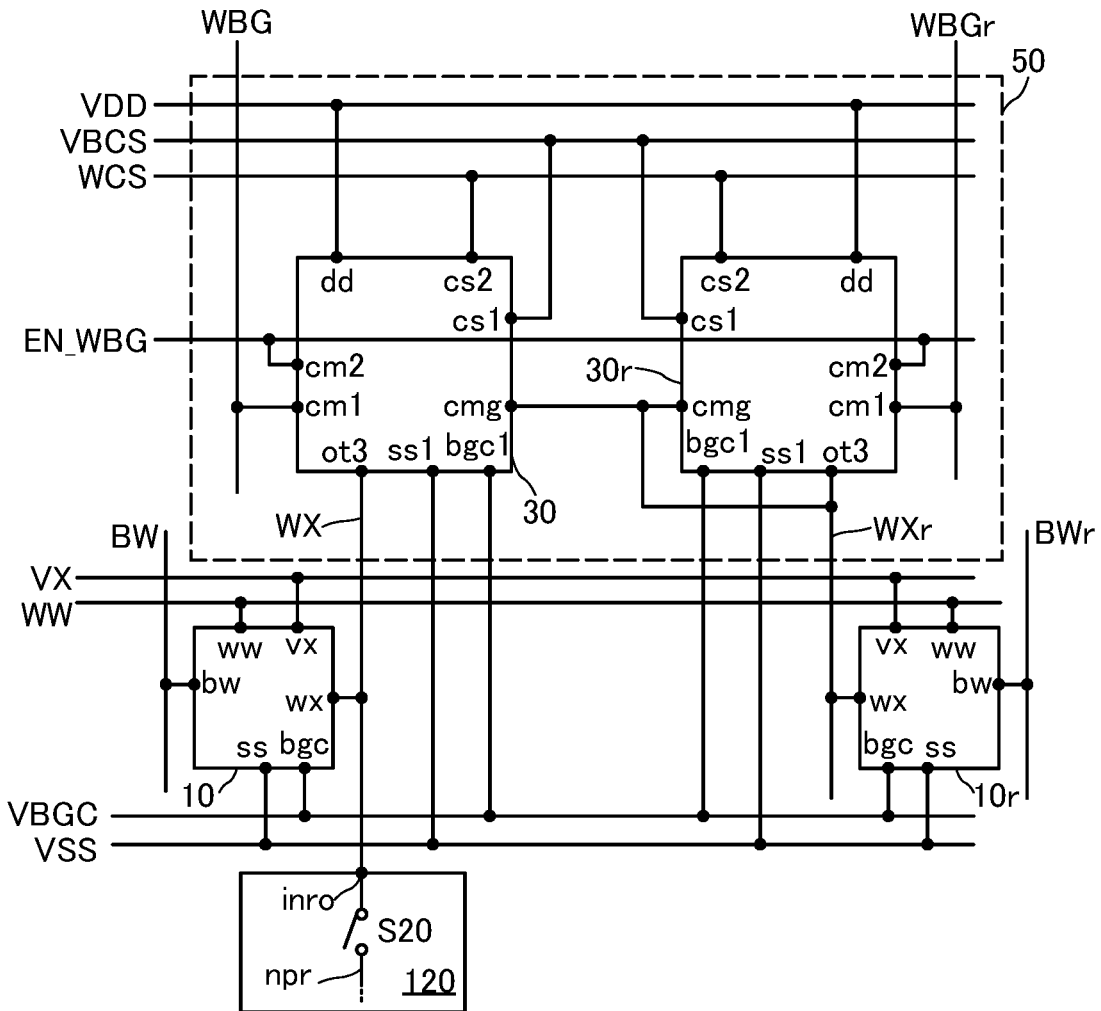 WBG WBGr
50
VDD
VBCS
WCS
dd cs2 cs2 dd
cs1 cs1
EN_WBG
cm2 30r cm2
cm1 cmg cmg cm1
ot3 ss1 bgc1 bgc1 ss1 ot3
30
WX WXr
BW BWr
VX
WW
ww vx vx ww
bw wx wx bw
ss bgc bgc ss
10 10r
VBGC
VSS
inro
S20
npr 120